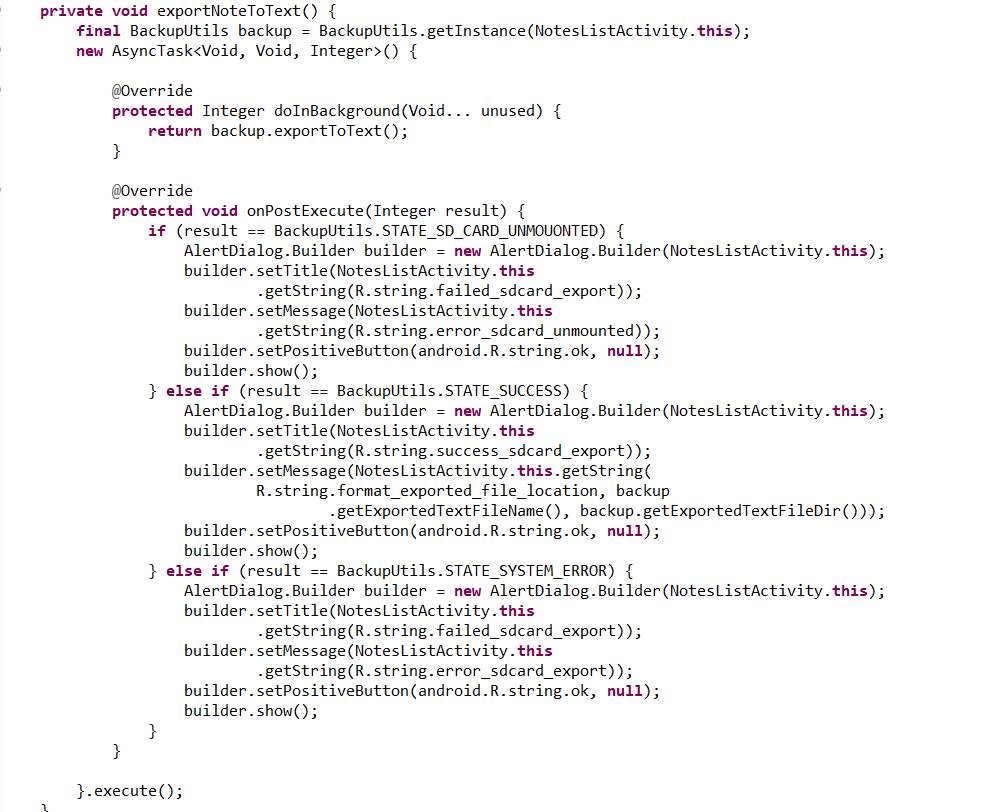 private void exportNoteToText() {
    final BackupUtils backup = BackupUtils.getInstance(NotesListActivity.this);
    new AsyncTask<Void, Void, Integer>() {

        @Override
        protected Integer doInBackground(Void... unused) {
            return backup.exportToText();
        }

        @Override
        protected void onPostExecute(Integer result) {
            if (result == BackupUtils.STATE_SD_CARD_UNMOUONTED) {
                AlertDialog.Builder builder = new AlertDialog.Builder(NotesListActivity.this);
                builder.setTitle(NotesListActivity.this
                        .getString(R.string.failed_sdcard_export));
                builder.setMessage(NotesListActivity.this
                        .getString(R.string.error_sdcard_unmounted));
                builder.setPositiveButton(android.R.string.ok, null);
                builder.show();
            } else if (result == BackupUtils.STATE_SUCCESS) {
                AlertDialog.Builder builder = new AlertDialog.Builder(NotesListActivity.this);
                builder.setTitle(NotesListActivity.this
                        .getString(R.string.success_sdcard_export));
                builder.setMessage(NotesListActivity.this.getString(
                        R.string.format_exported_file_location, backup
                                .getExportedTextFileName(), backup.getExportedTextFileDir()));
                builder.setPositiveButton(android.R.string.ok, null);
                builder.show();
            } else if (result == BackupUtils.STATE_SYSTEM_ERROR) {
                AlertDialog.Builder builder = new AlertDialog.Builder(NotesListActivity.this);
                builder.setTitle(NotesListActivity.this
                        .getString(R.string.failed_sdcard_export));
                builder.setMessage(NotesListActivity.this
                        .getString(R.string.error_sdcard_export));
                builder.setPositiveButton(android.R.string.ok, null);
                builder.show();
            }
        }

    }.execute();
}